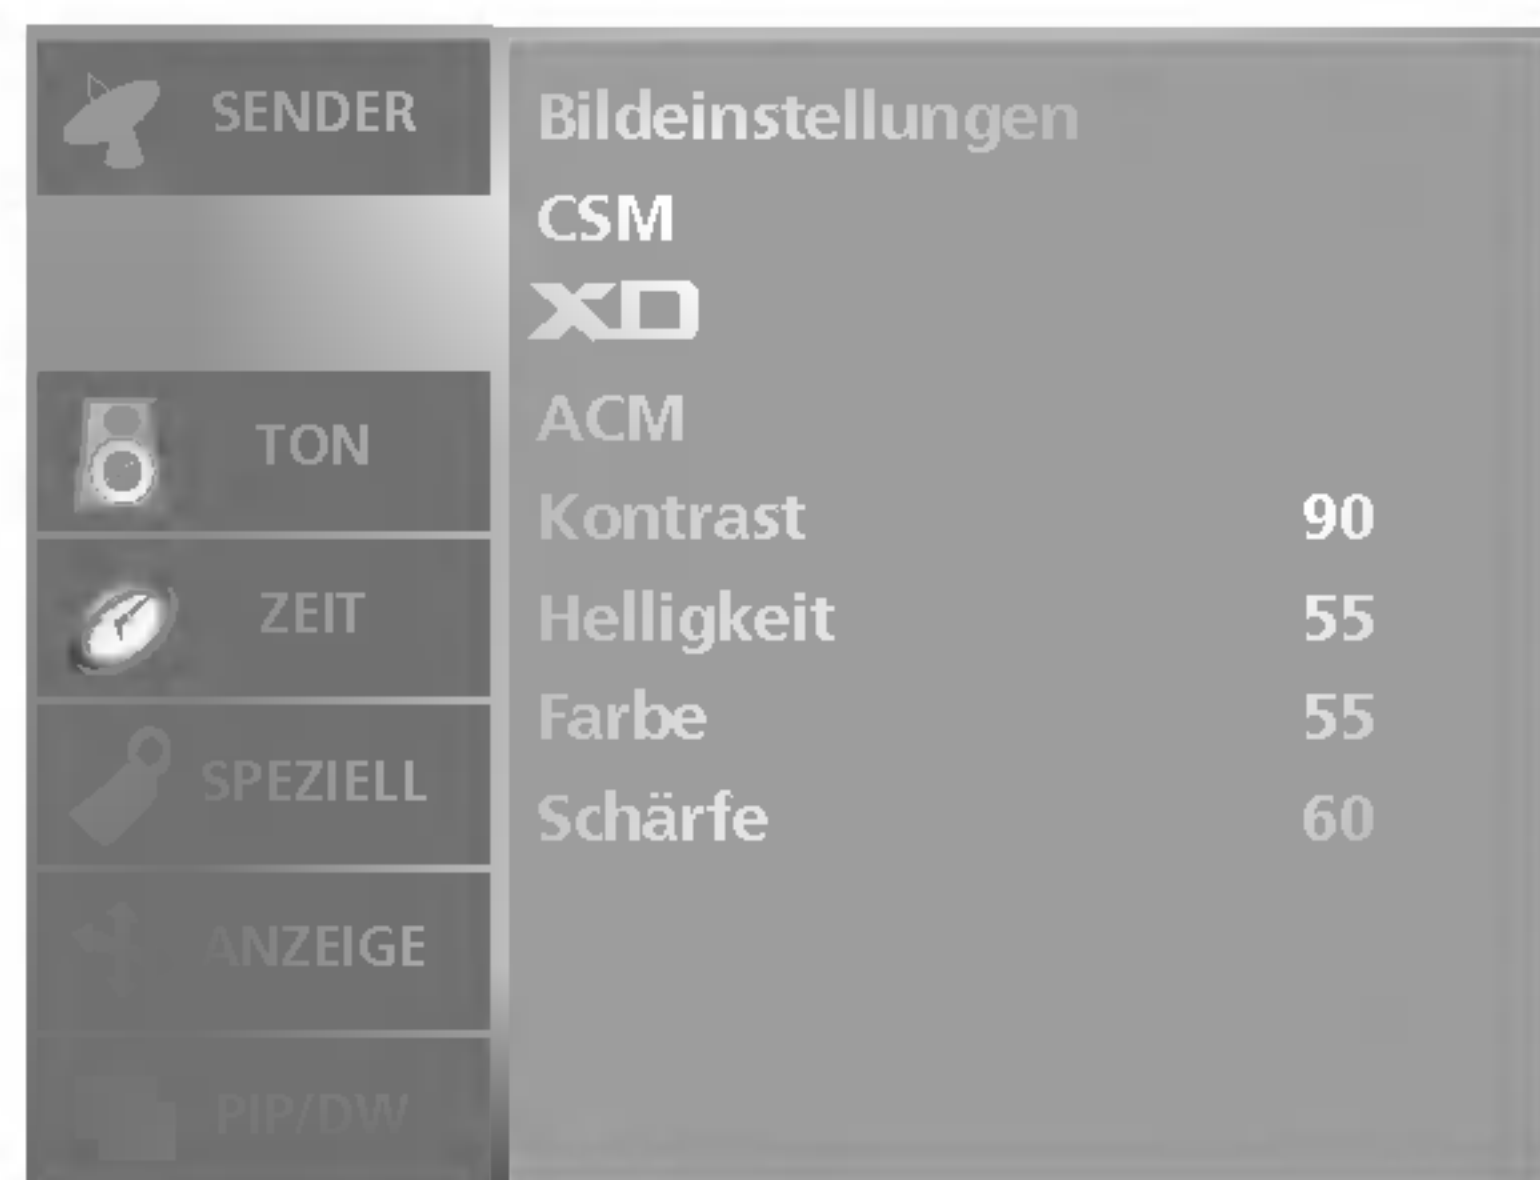 SENDER
TON
ZEIT
SPEZIELL
ANZEIGE
PIP/DW
Bildeinstellungen
CSM
XD
ACM
Kontrast 90
Helligkeit 55
Farbe 55
Schärfe 60